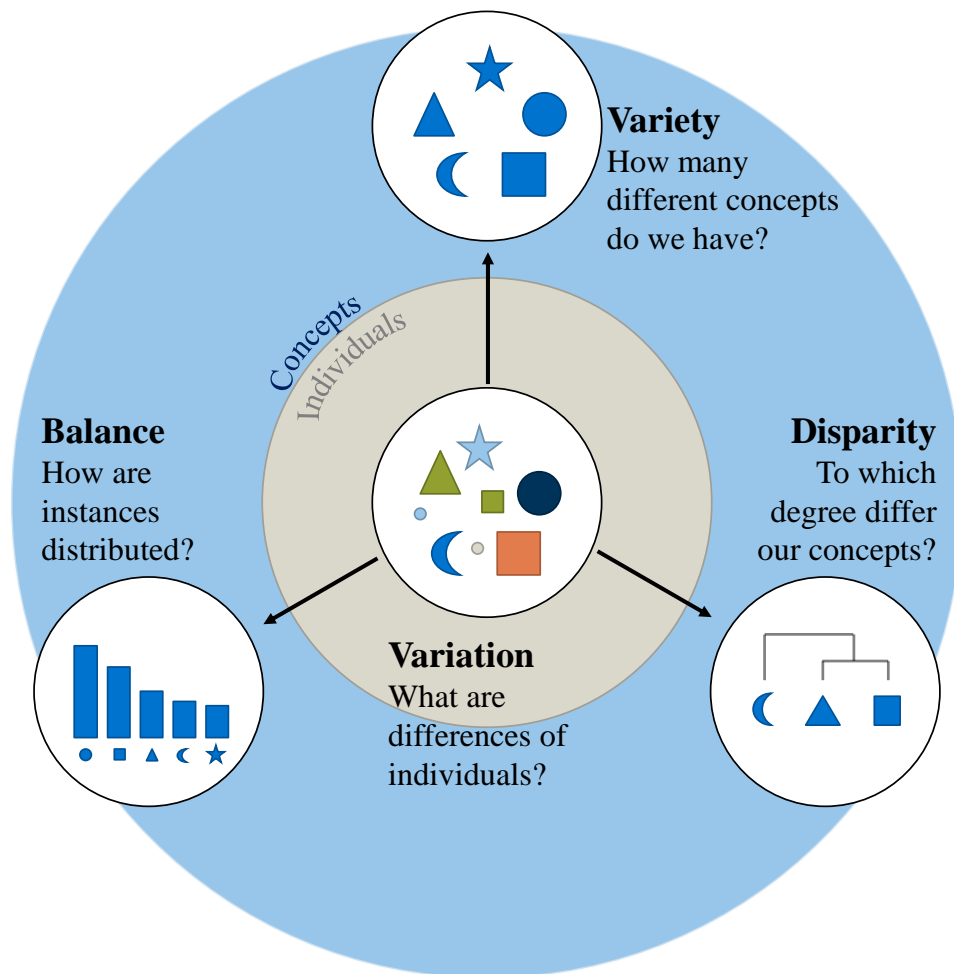 Variety
How many
different concepts
do we have?
Concepts
Individuals
Balance
How are
instances
distributed?
Disparity
To which
degree differ
our concepts?
Variation
What are
differences of
individuals?